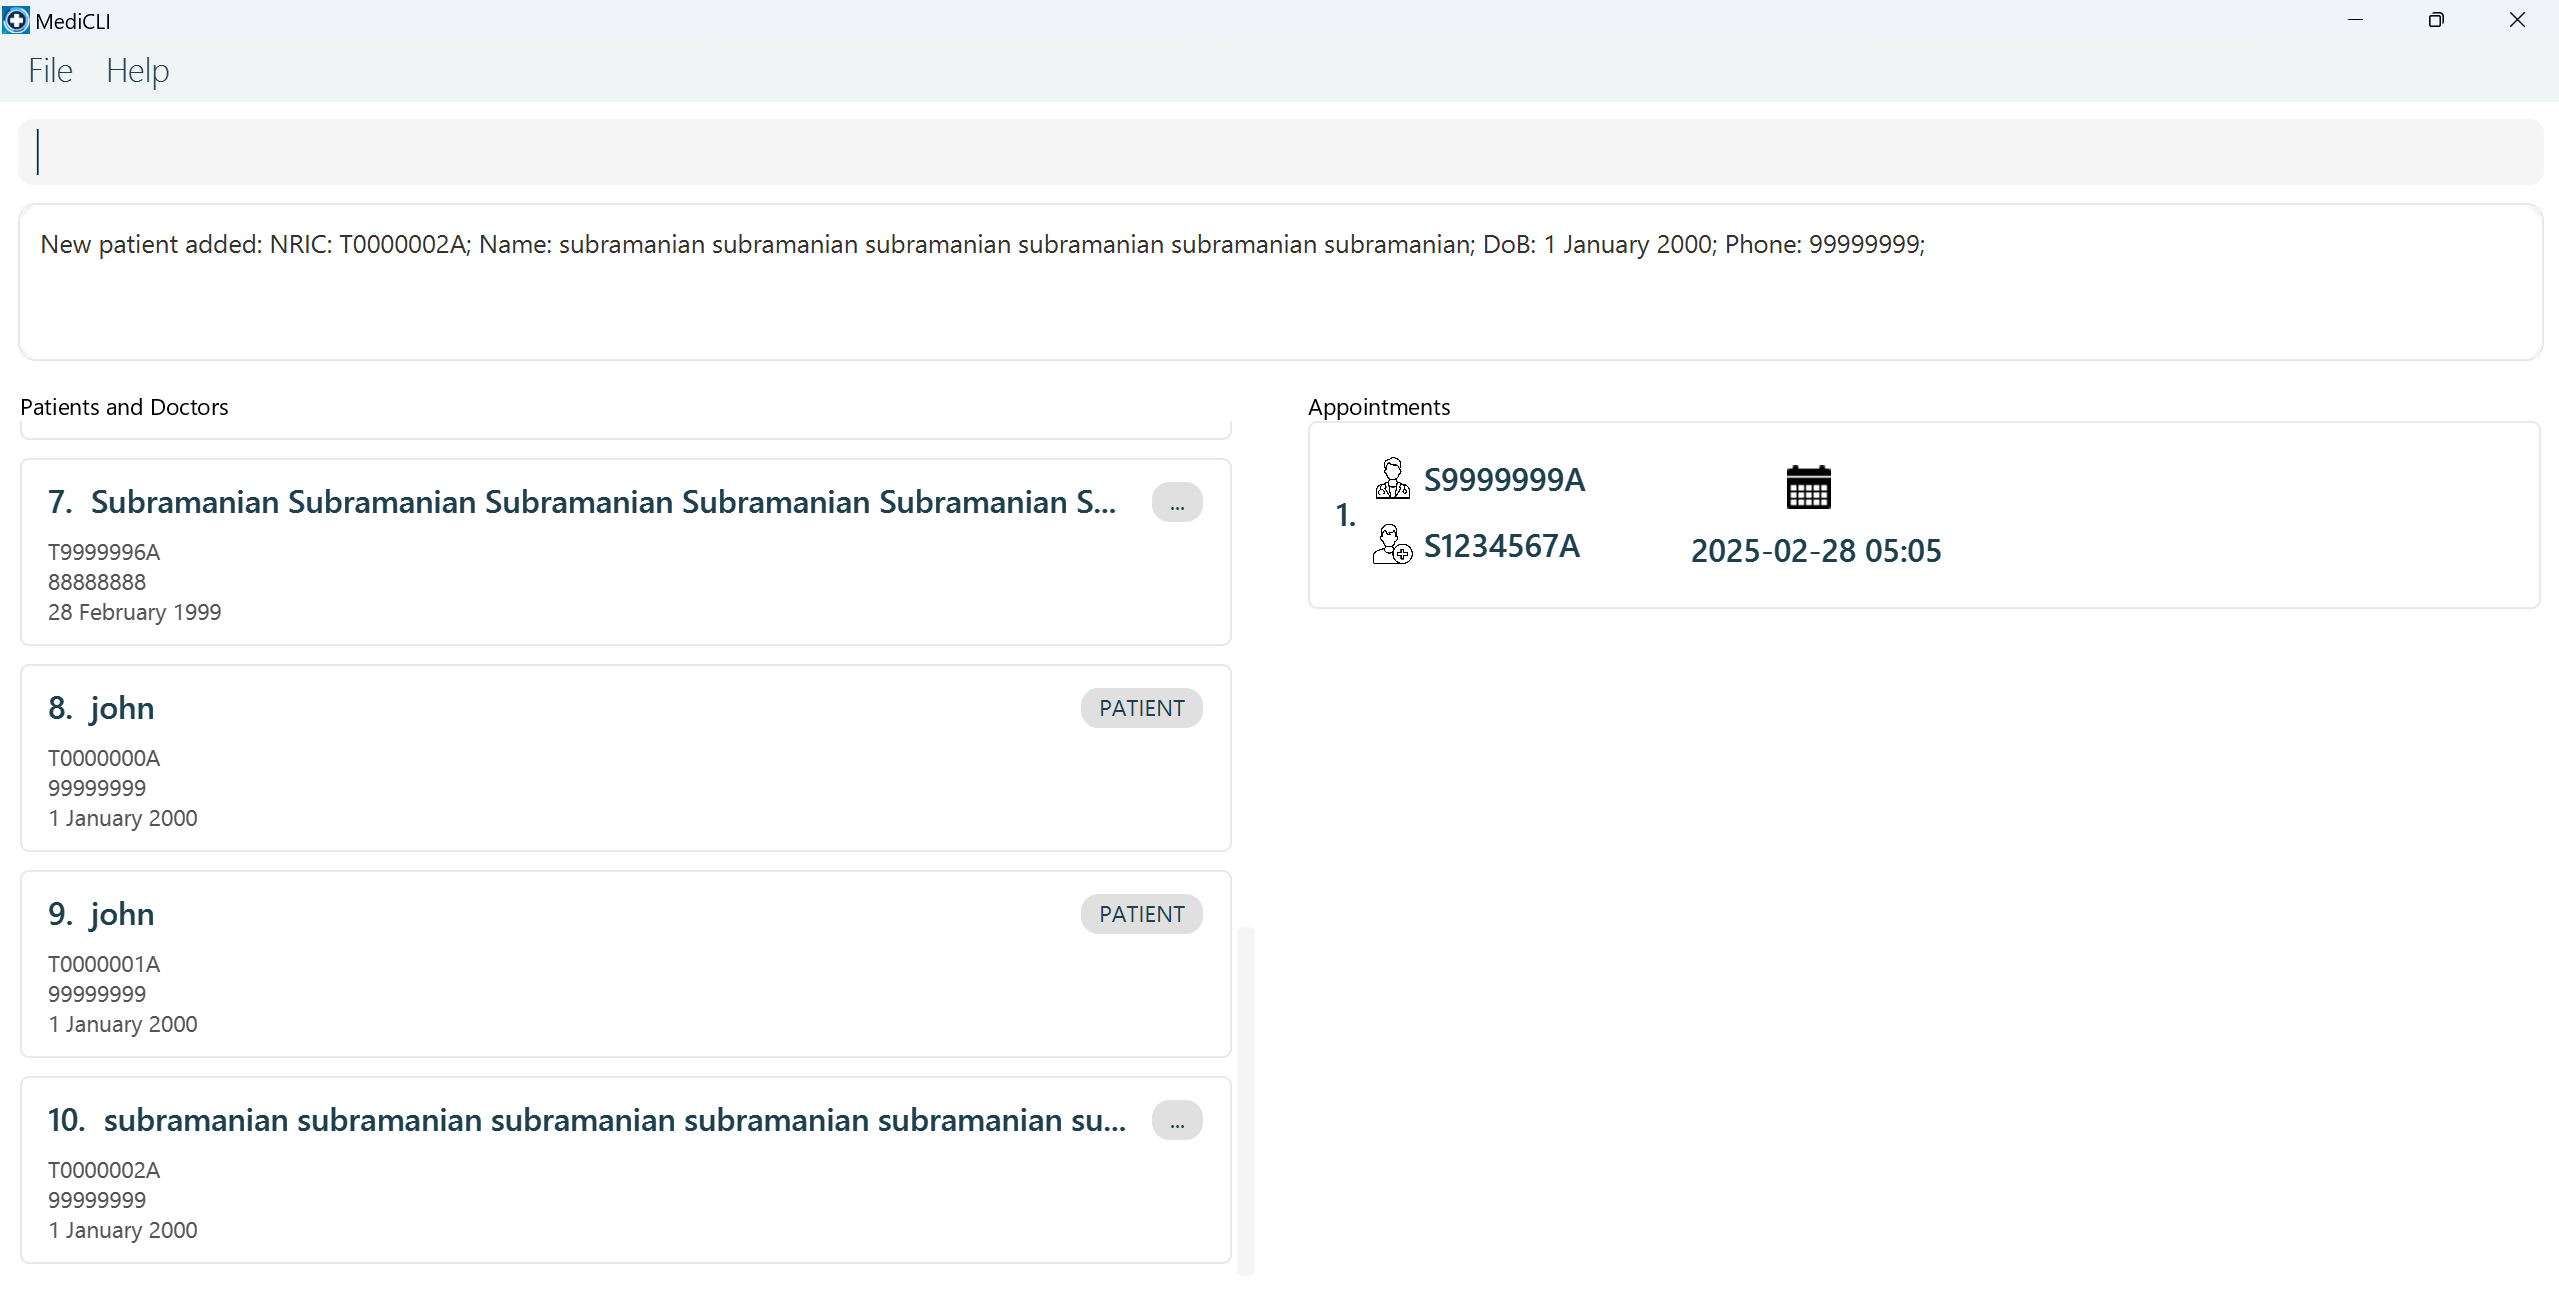 MediCLI
File Help
New patient added: NRIC: T0000002A; Name: subramanian subramanian subramanian subramanian subramanian subramanian; DoB: 1 January 2000; Phone: 99999999;
Patients and Doctors
7. Subramanian Subramanian Subramanian Subramanian Subramanian S... ...
T9999996A
88888888
28 February 1999
8. john PATIENT
T0000000A
99999999
1 January 2000
9. john PATIENT
T0000001A
99999999
1 January 2000
10. subramanian subramanian subramanian subramanian subramanian su... ...
T0000002A
99999999
1 January 2000
Appointments
1.
S9999999A
S1234567A
2025-02-28 05:05